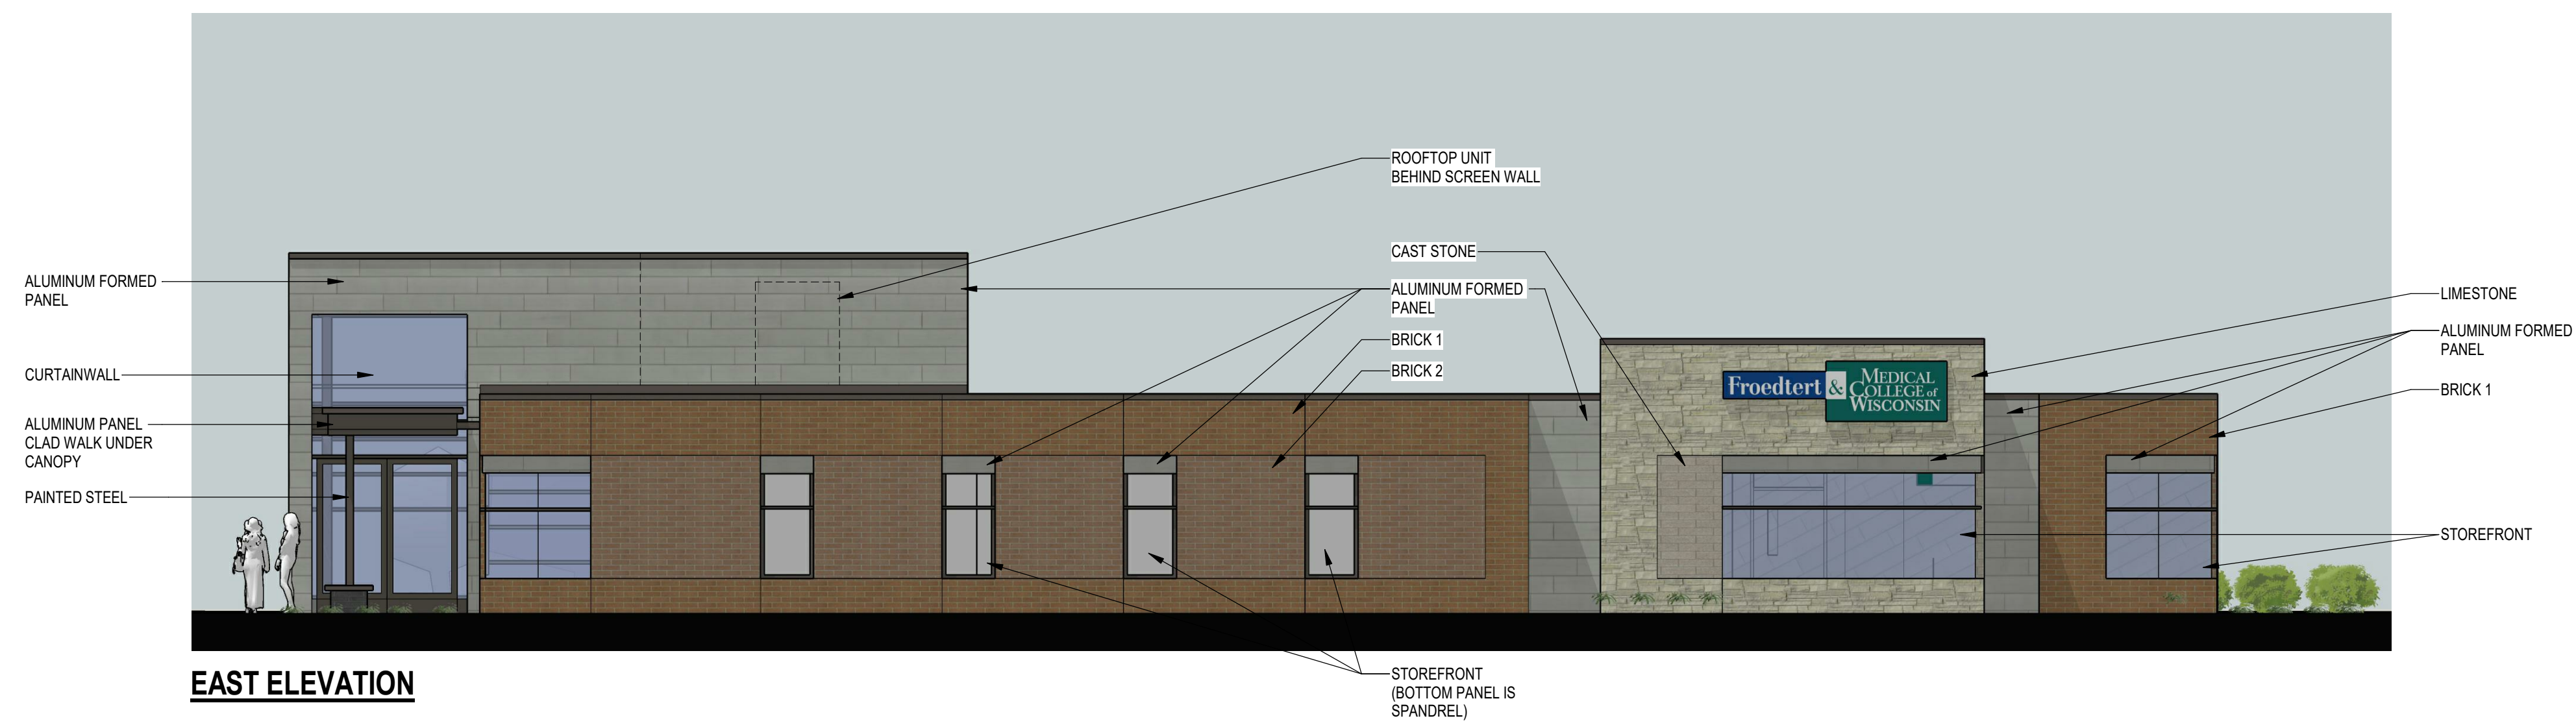 ALUMINUM FORMED
PANEL
CURTAINWALL
ALUMINUM PANEL
CLAD WALK UNDER
CANOPY
PAINTED STEEL
ROOFTOP UNIT
BEHIND SCREEN WALL
CAST STONE
ALUMINUM FORMED
PANEL
BRICK 1
BRICK 2
Froedtert &
MEDICAL
COLLEGE of
WISCONSIN
LIMESTONE
ALUMINUM FORMED
PANEL
BRICK 1
STOREFRONT
STOREFRONT
(BOTTOM PANEL IS
SPANDREL)
EAST ELEVATION